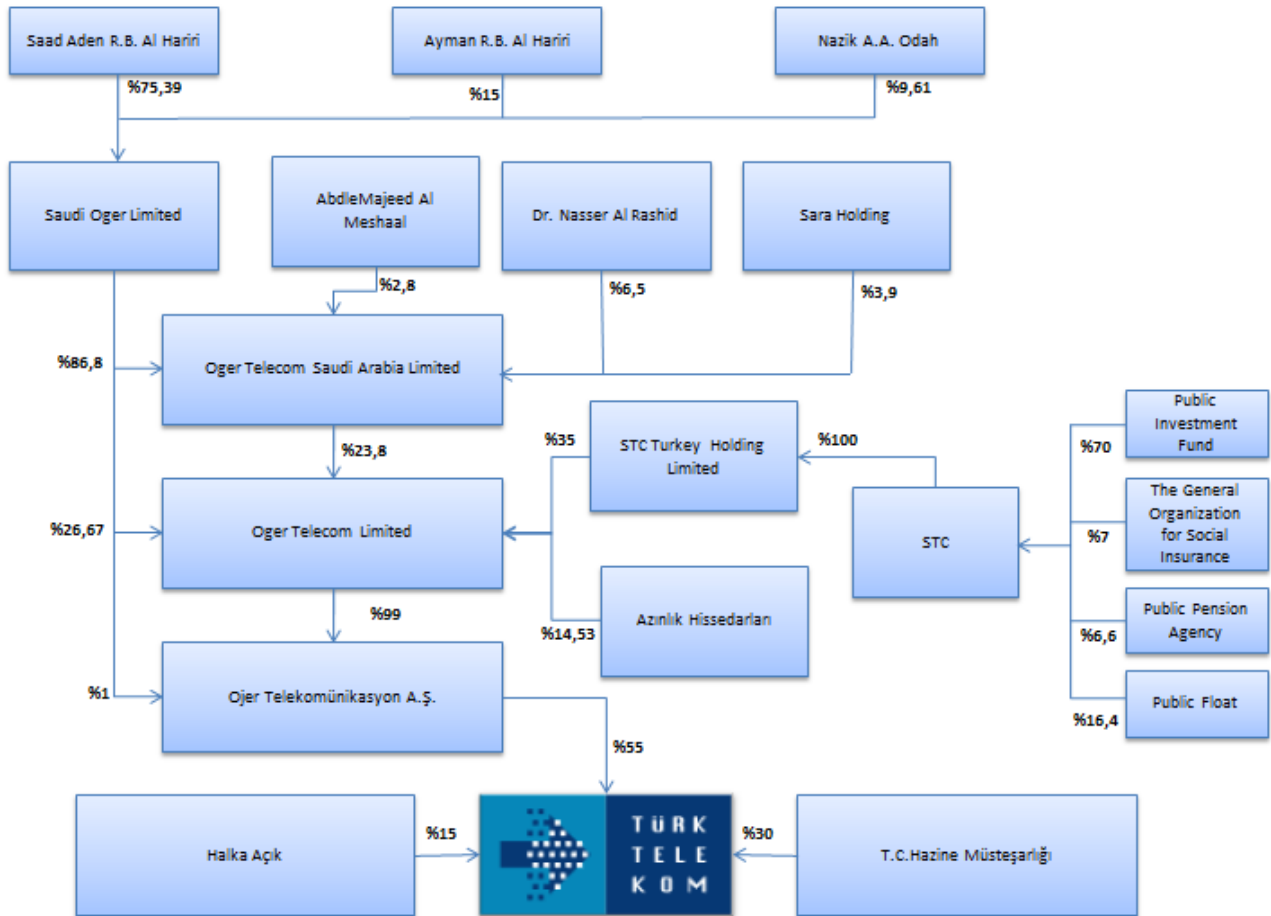 Saad Aden R.B. Al Hariri
Ayman R.B. Al Hariri
Nazik A.A. Odah
%75,39
%15
%9,61
Saudi Oger Limited
AbdleMajeed Al
Meshaal
Dr. Nasser Al Rashid
Sara Holding
%2,8
%6,5
%3,9
%86,8
Oger Telecom Saudi Arabia Limited
%23,8
%35
STC Turkey Holding
Limited
%100
%70
Public
Investment
Fund
%26,67
Oger Telecom Limited
STC
%7
The General
Organization
for Social
Insurance
%99
%14,53
Azınlık Hissedarları
%6,6
Public Pension
Agency
%1
Ojer Telekomünikasyon A.Ş.
%16,4
Public Float
%55
Halka Açık
%15
TÜRK
TELE
KOM
%30
T.C.Hazine Müsteşarlığı